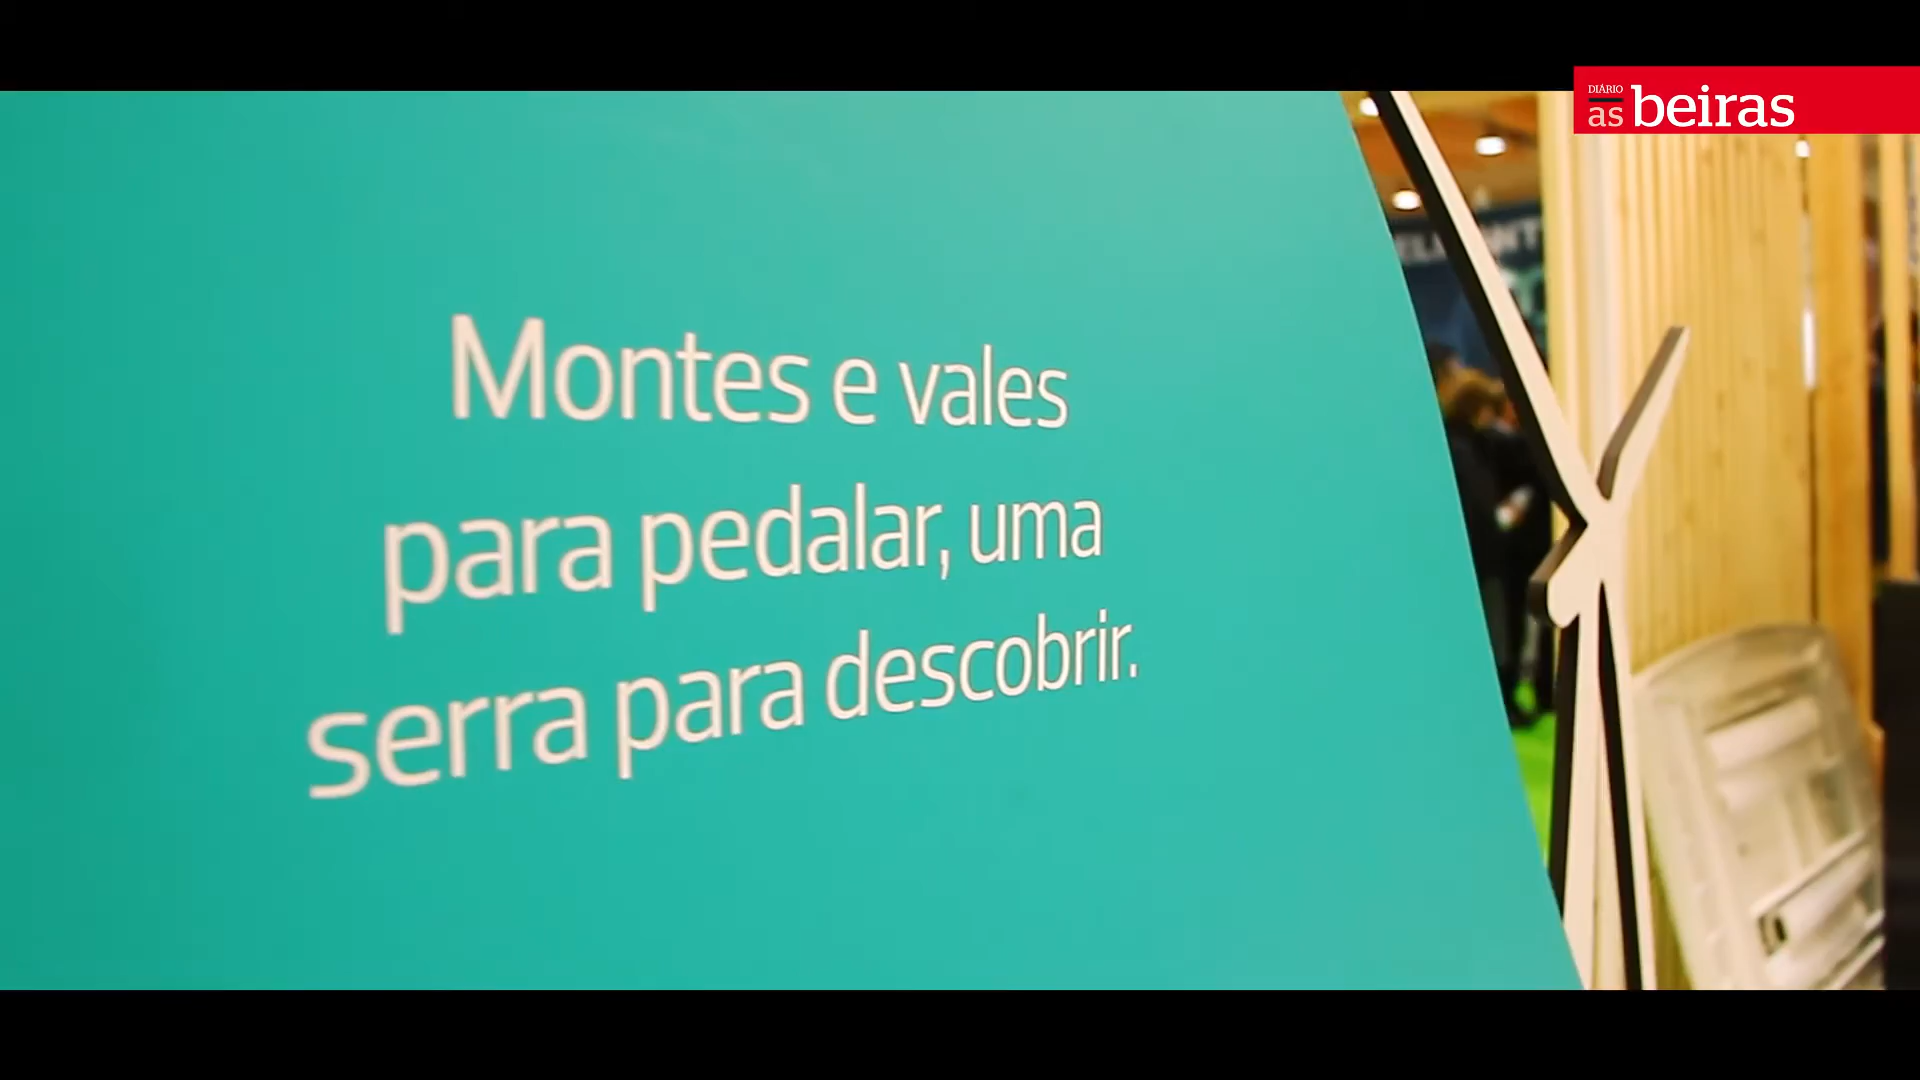 DIÁRIO
as beiras
Montes e vales
para pedalar, uma
serra para descobrir.